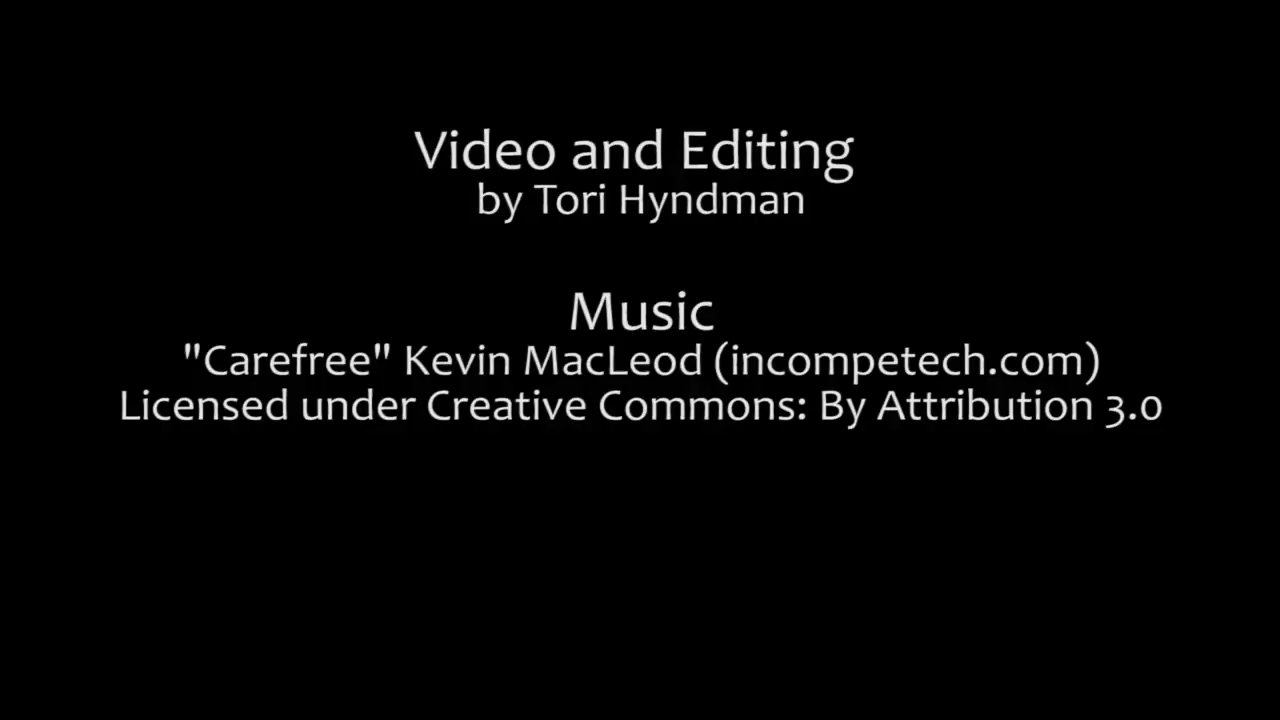 Video and Editing
by Tori Hyndman
Music
"Carefree" Kevin MacLeod (incompetech.com)
Licensed under Creative Commons: By Attribution 3.0